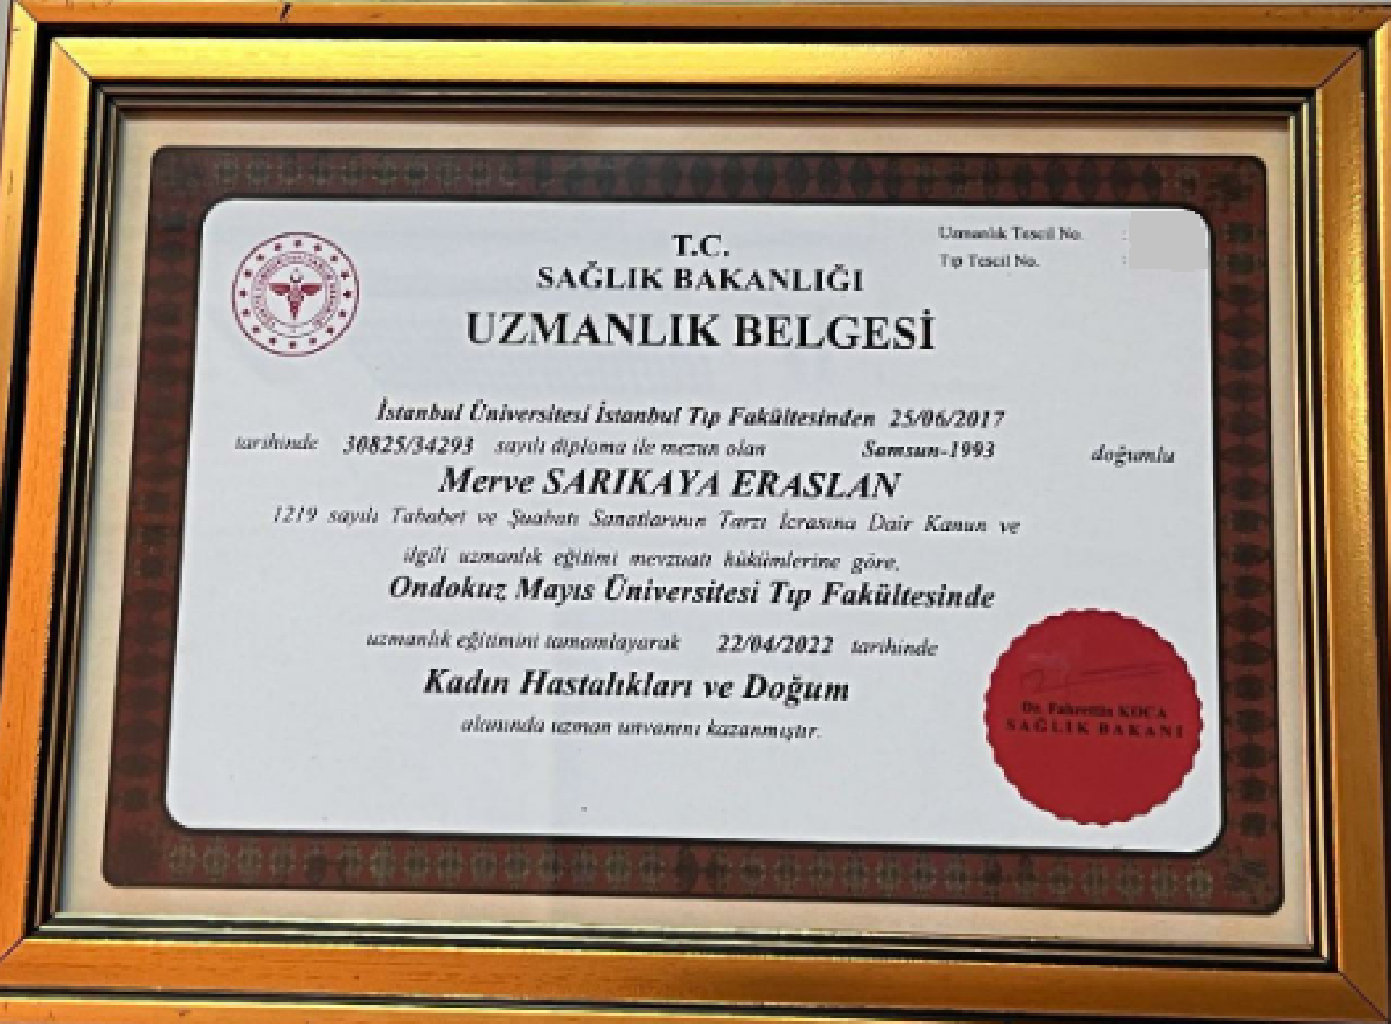 T.C.
SAĞLIK BAKANLIĞI
UZMANLIK BELGESİ
Uzmanlık Tescil No. :
Tıp Tescil No. :
İstanbul Üniversitesi İstanbul Tıp Fakültesinden 25/06/2017
tarihinde 30825/34293 sayılı diploma ile mezun olan Samsun-1993 doğumlu
Merve SARIKAYA ERASLAN
1219 sayılı Tababet ve Şuabatı Sanatlarının Tarzı İcrasına Dair Kanun ve
ilgili uzmanlık eğitimi mevzuatı hükümlerine göre,
Ondokuz Mayıs Üniversitesi Tıp Fakültesinde
uzmanlık eğitimini tamamlayarak 22/04/2022 tarihinde
Kadın Hastalıkları ve Doğum
alanında uzman unvanını kazanmıştır.
Dr. Fahrettin KOCA
SAĞLIK BAKANI